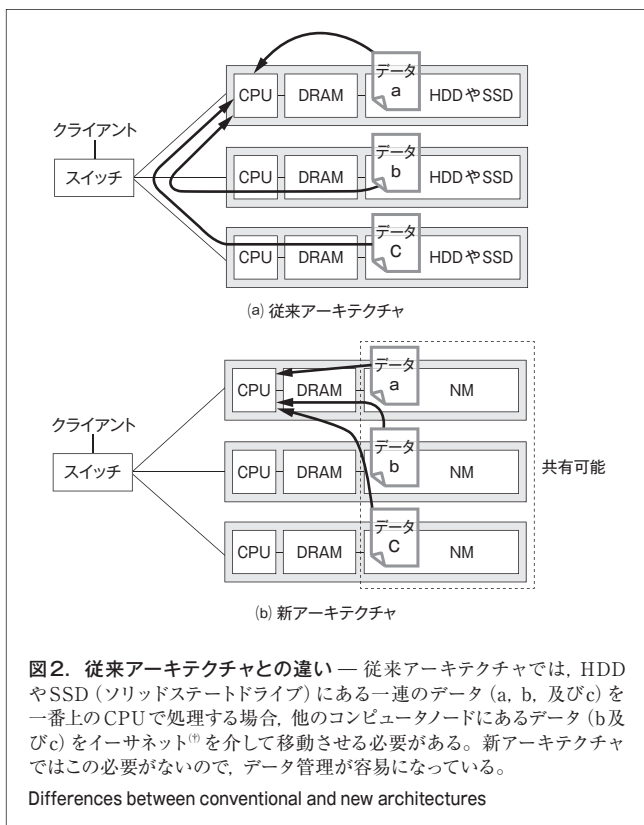 データ
a
CPU
DRAM
HDDやSSD
クライアント
スイッチ
データ
b
CPU
DRAM
HDDやSSD
データ
C
CPU
DRAM
HDDやSSD
(a) 従来アーキテクチャ
データ
a
CPU
DRAM
NM
クライアント
スイッチ
データ
b
CPU
DRAM
NM
共有可能
データ
C
CPU
DRAM
NM
(b) 新アーキテクチャ
図2. 従来アーキテクチャとの違い — 従来アーキテクチャでは, HDD
やSSD(ソリッドステートドライブ)にある一連のデータ(a, b, 及びc)を
一番上のCPUで処理する場合, 他のコンピュータノードにあるデータ(b及
びc)をイーサネット(†)を介して移動させる必要がある。新アーキテクチャ
ではこの必要がないので, データ管理が容易になっている。
Differences between conventional and new architectures